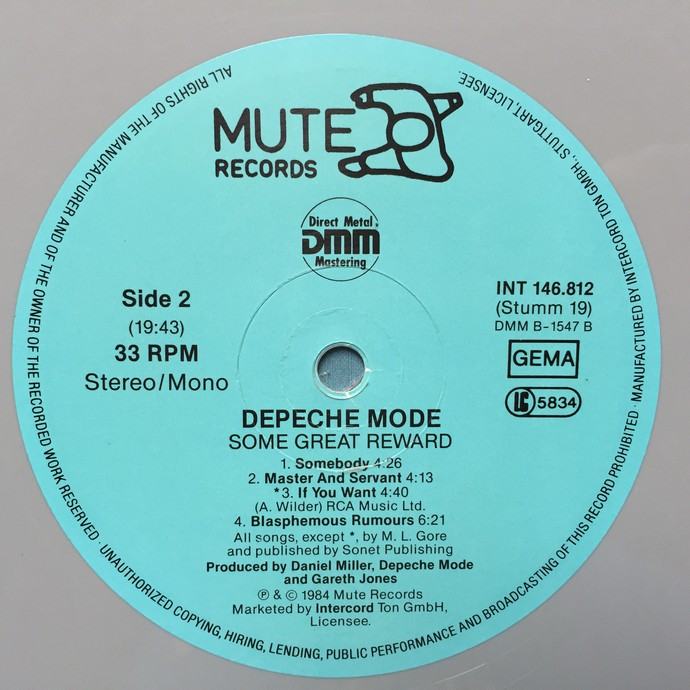 MUTE
RECORDS
Direct Metal
DMM
Mastering
Side 2
(19:43)
33 RPM
Stereo/Mono
INT 146.812
(Stumm 19)
DMM B-1547 B
GEMA
LC 5834
DEPECHE MODE
SOME GREAT REWARD
1. Somebody 4:26
2. Master And Servant 4:13
*3. If You Want 4:40
(A. Wilder) RCA Music Ltd.
4. Blasphemous Rumours 6:21
All songs, except *, by M. L. Gore
and published by Sonet Publishing
Produced by Daniel Miller, Depeche Mode
and Gareth Jones
℗ & © 1984 Mute Records
Marketed by Intercord Ton GmbH,
Licensee.
ALL RIGHTS OF THE MANUFACTURER AND OF THE OWNER OF THE RECORDED WORK RESERVED · UNAUTHORIZED COPYING, HIRING, LENDING, PUBLIC PERFORMANCE AND BROADCASTING OF THIS RECORD PROHIBITED · MANUFACTURED BY INTERCORD TON GMBH., STUTTGART, LICENSEE.